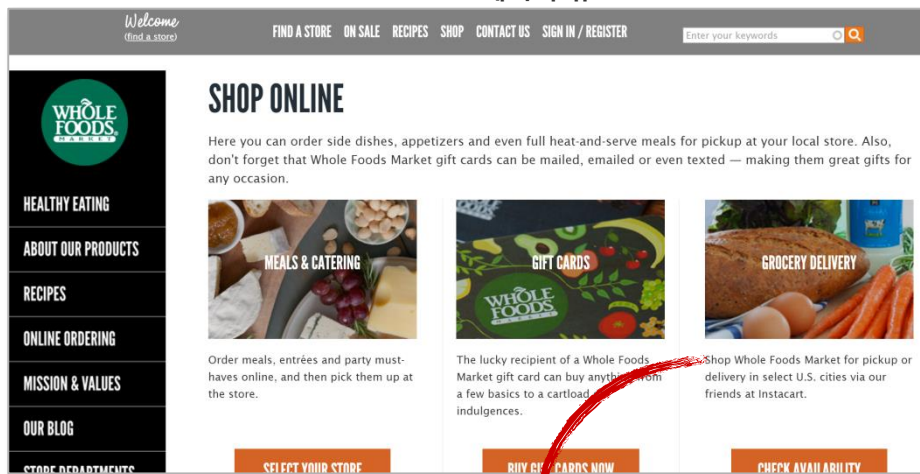 Welcome
(find a store)
FIND A STORE ON SALE RECIPES SHOP CONTACT US SIGN IN / REGISTER
Enter your keywords
WHOLE
FOODS
MARKET
HEALTHY EATING
ABOUT OUR PRODUCTS
RECIPES
ONLINE ORDERING
MISSION & VALUES
OUR BLOG
STORE DEPARTMENTS
SHOP ONLINE
Here you can order side dishes, appetizers and even full heat-and-serve meals for pickup at your local store. Also,
don't forget that Whole Foods Market gift cards can be mailed, emailed or even texted — making them great gifts for
any occasion.
MEALS & CATERING
Order meals, entrées and party must-
haves online, and then pick them up at
the store.
SELECT YOUR STORE
GIFT CARDS
WHOLE
FOODS
MARKET
The lucky recipient of a Whole Foods
Market gift card can buy anything from
a few basics to a cartload
indulgences.
BUY GIFT CARDS NOW
GROCERY DELIVERY
Shop Whole Foods Market for pickup or
delivery in select U.S. cities via our
friends at Instacart.
CHECK AVAILABILITY